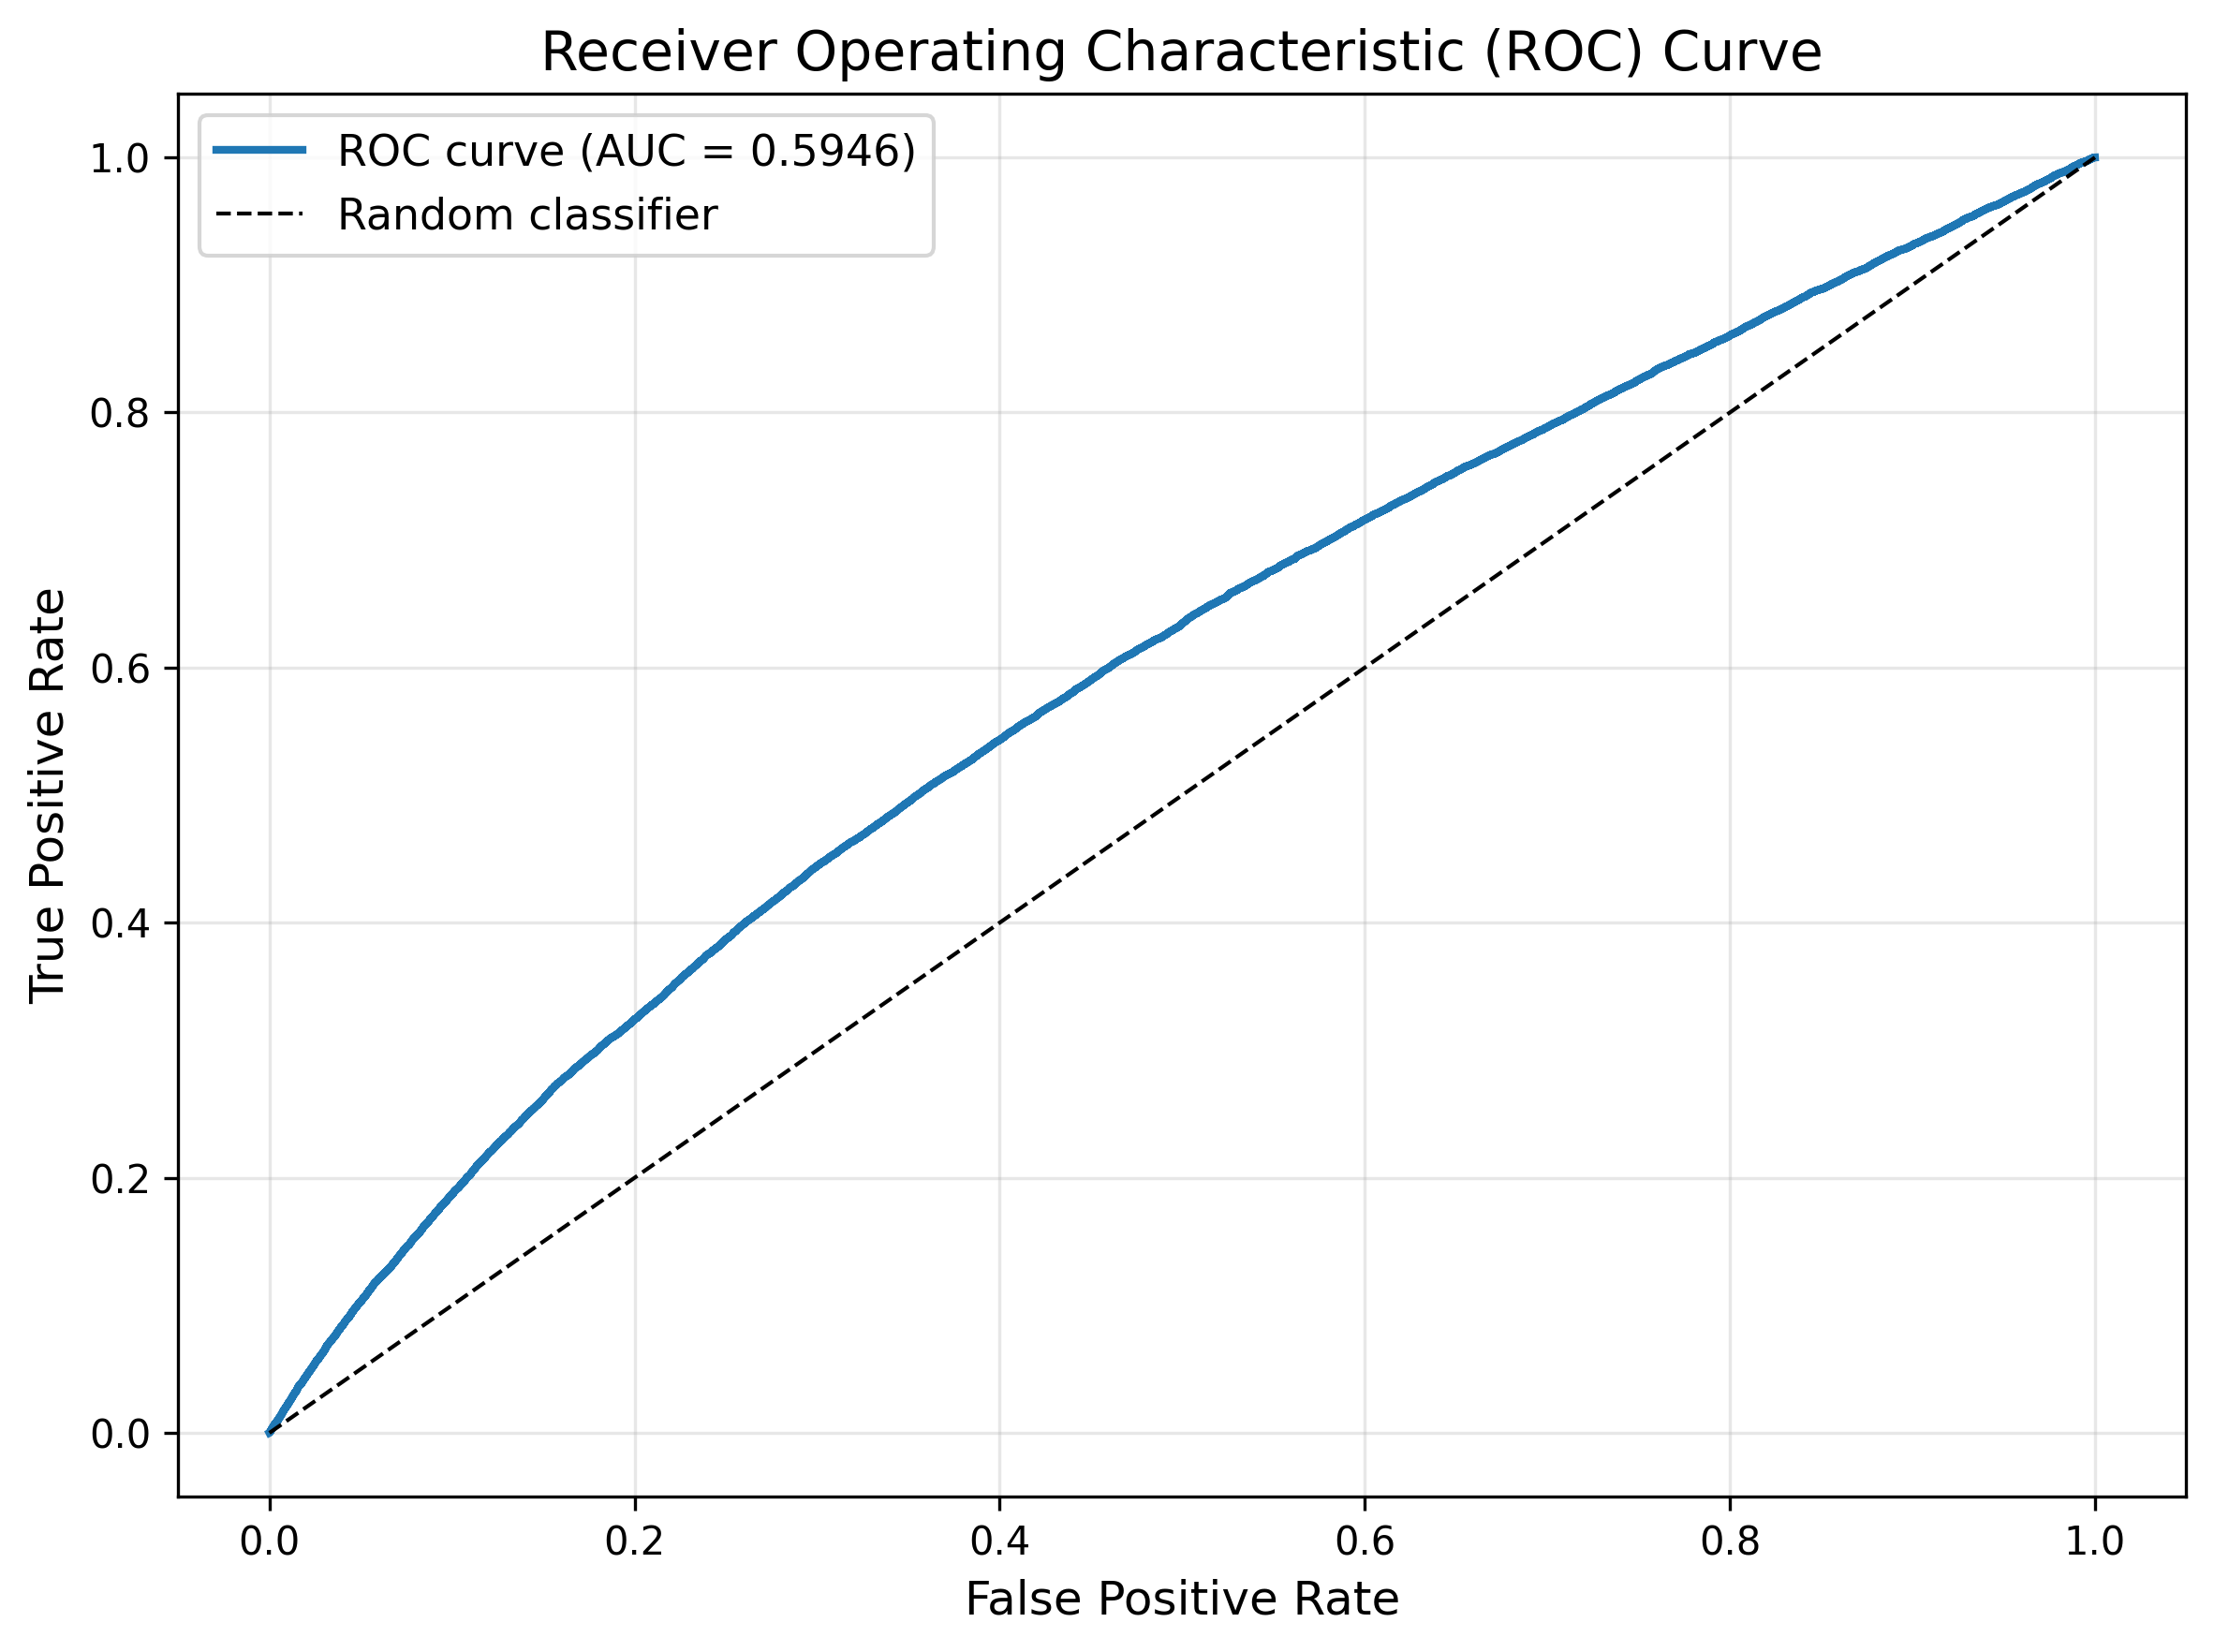 Receiver Operating Characteristic (ROC) Curve
ROC curve (AUC = 0.5946)
Random classifier
1.0
0.8
0.6
0.4
0.2
0.0
True Positive Rate
0.0 0.2 0.4 0.6 0.8 1.0
False Positive Rate